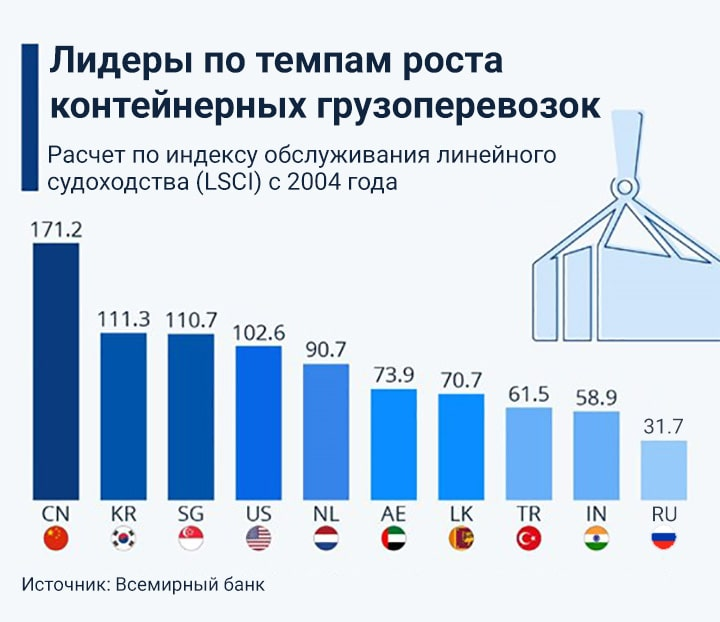 Лидеры по темпам роста
контейнерных грузоперевозок
Расчет по индексу обслуживания линейного
судоходства (LSCI) с 2004 года
171.2
111.3 110.7
102.6
90.7
73.9
70.7
61.5
58.9
31.7
CN KR SG US NL AE LK TR IN RU
Источник: Всемирный банк